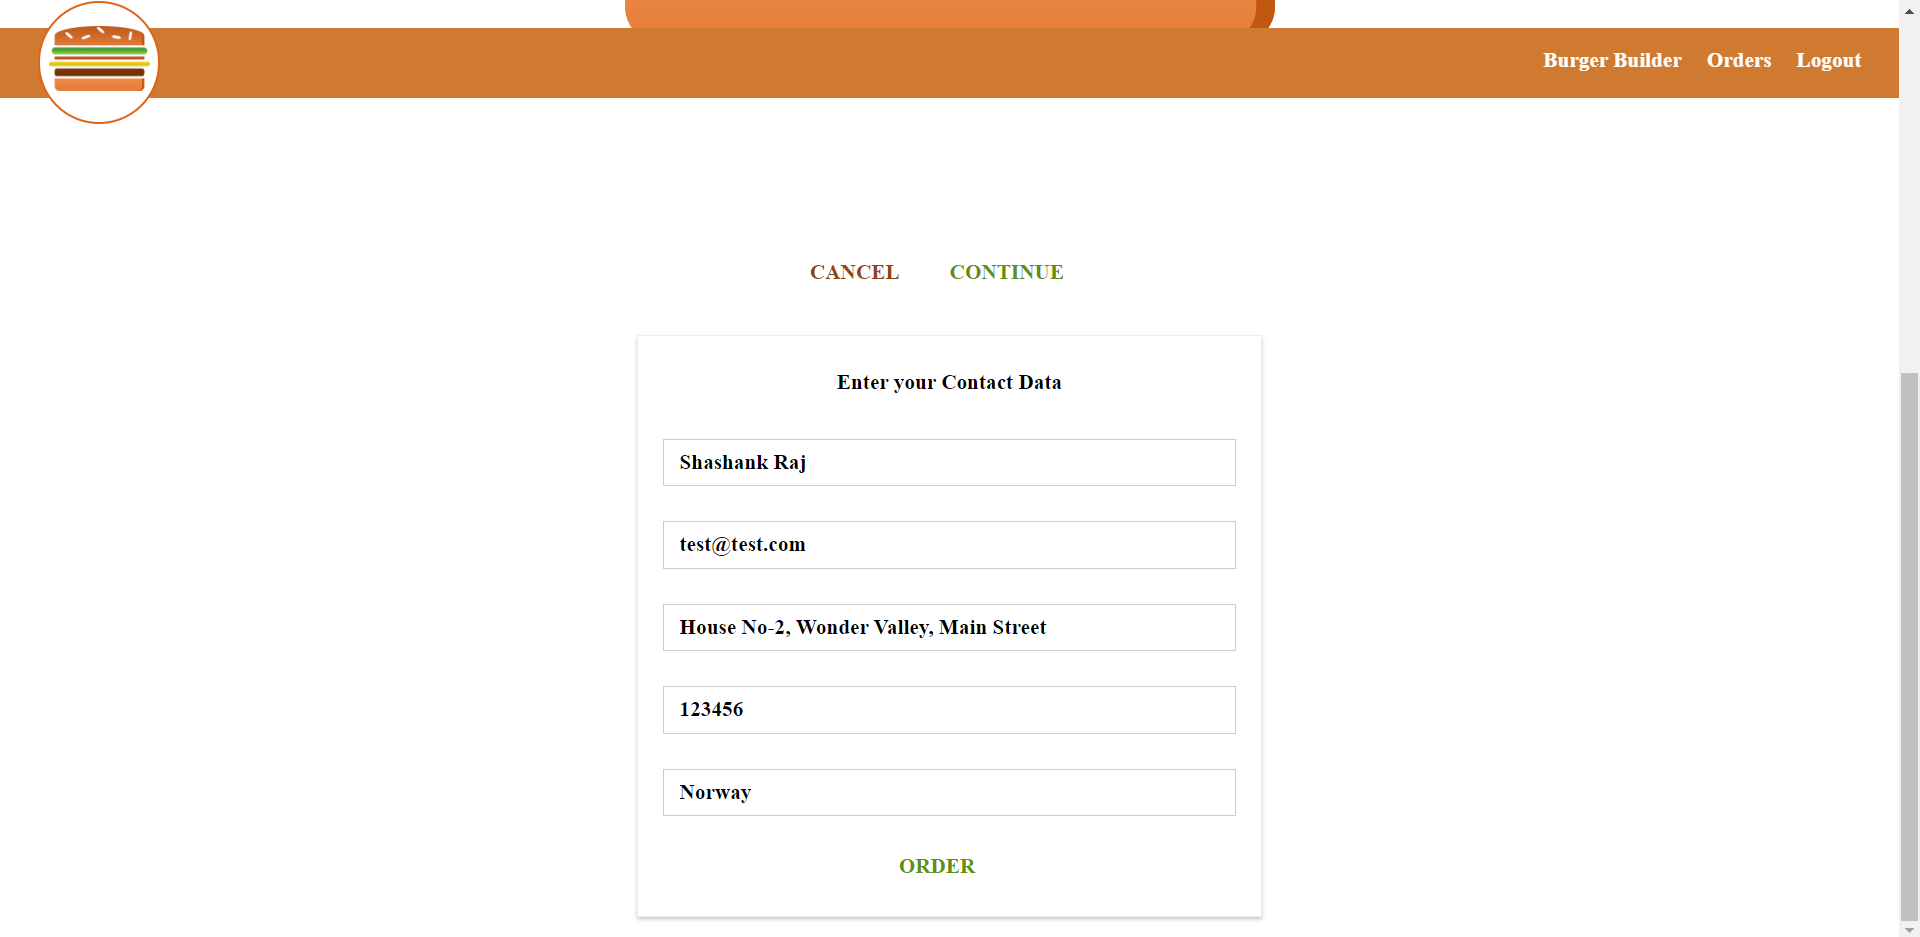 Burger Builder Orders Logout
CANCEL CONTINUE
Enter your Contact Data
Shashank Raj
test@test.com
House No-2, Wonder Valley, Main Street
123456
Norway
ORDER